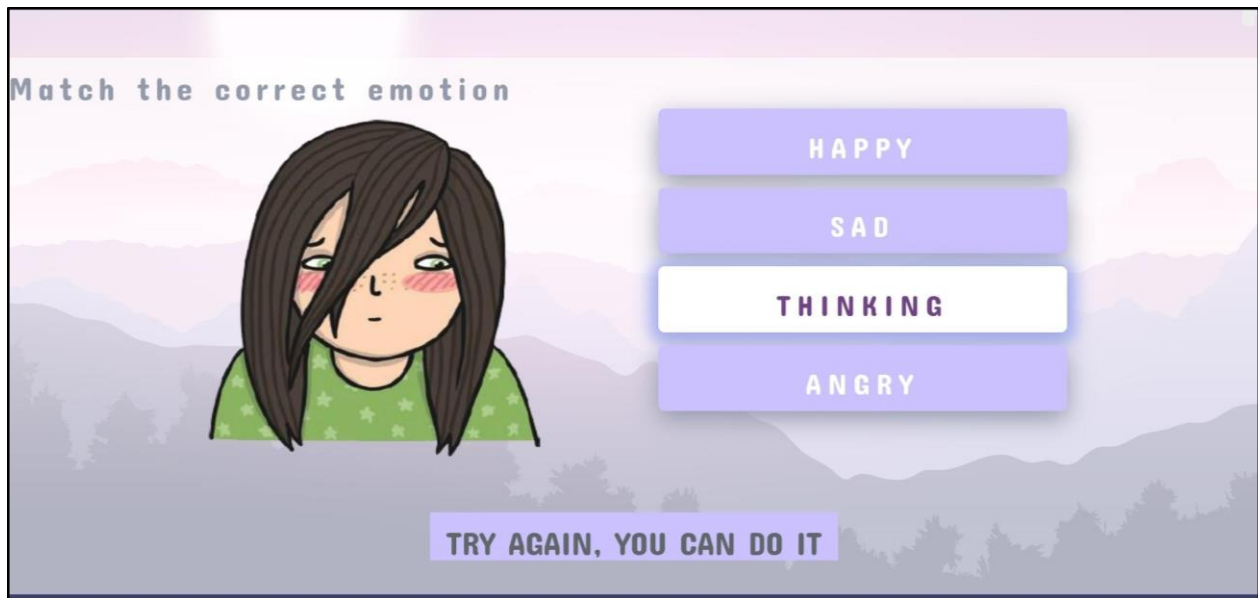 Match the correct emotion
HAPPY
SAD
THINKING
ANGRY
TRY AGAIN, YOU CAN DO IT